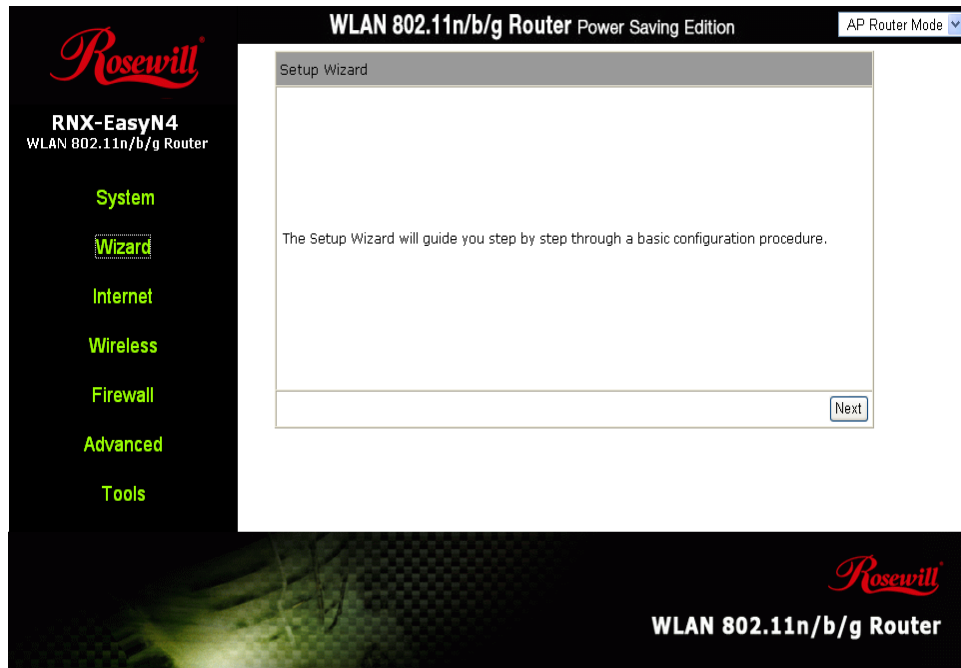 Rosewill
WLAN 802.11n/b/g Router Power Saving Edition
AP Router Mode
RNX-EasyN4
WLAN 802.11n/b/g Router
System
Wizard
Internet
Wireless
Firewall
Advanced
Tools
Setup Wizard
The Setup Wizard will guide you step by step through a basic configuration procedure.
Next
Rosewill
WLAN 802.11n/b/g Router